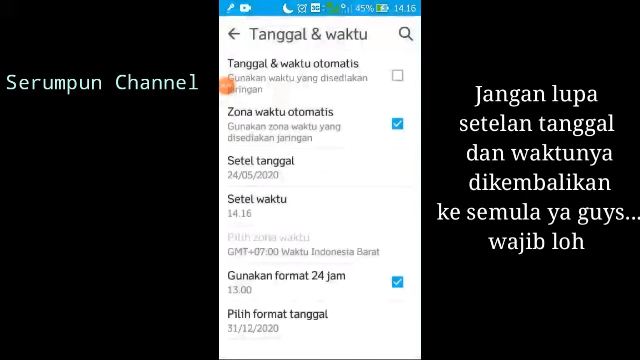 45% 14.16
Tanggal & waktu
Serumpun Channel
Tanggal & waktu otomatis
Gunakan waktu yang disediakan
jaringan
Zona waktu otomatis
Gunakan zona waktu yang
disediakan jaringan
Setel tanggal
24/05/2020
Setel waktu
14.16
Pilih zona waktu
GMT+07:00 Waktu Indonesia Barat
Gunakan format 24 jam
13.00
Pilih format tanggal
31/12/2020
Jangan lupa
setelan tanggal
dan waktunya
dikembalikan
ke semula ya guys...
wajib loh